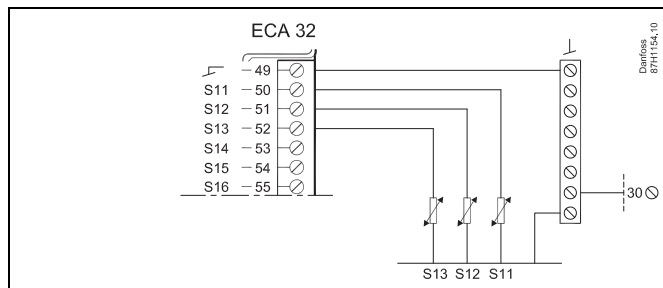 ECA 32
49
S11 50
S12 51
S13 52
S14 53
S15 54
S16 55
30
S13 S12 S11
Danfoss
87H1154.10